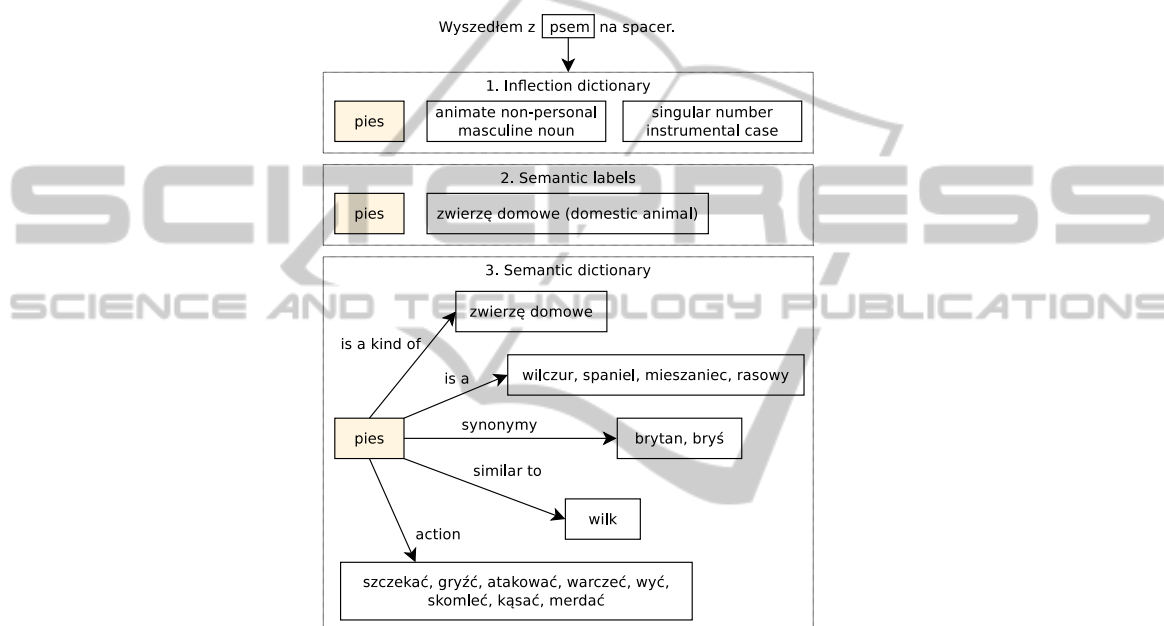 Wyszedłem z psem na spacer.
1. Inflection dictionary
pies
animate non-personal
masculine noun
singular number
instrumental case
2. Semantic labels
pies
zwierzę domowe (domestic animal)
SCITEPRESS
SCIENCE AND TECHNOLOGY PUBLICATIONS
3. Semantic dictionary
zwierzę domowe
is a kind of
wilczur, spaniel, mieszaniec, rasowy
is a
pies
synonymy
brytan, bryś
similar to
wilk
action
szczekać, gryźć, atakować, warczeć, wyć,
skomleć, kąsać, merdać